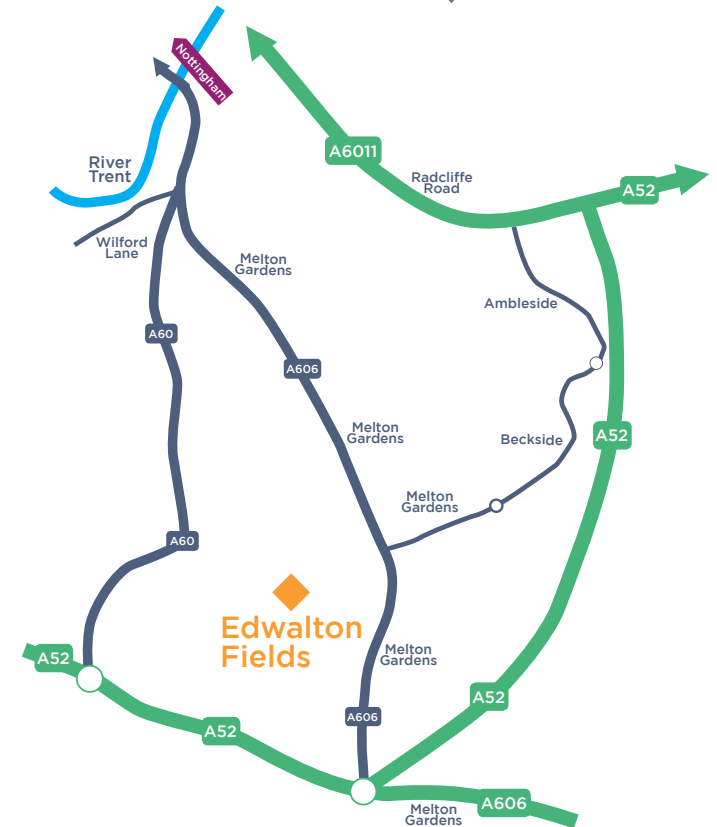 Nottingham
A6011
River
Trent
Radcliffe
Road
A52
Wilford
Lane
Melton
Gardens
Ambleside
A60
A606
Melton
Gardens
A52
Beckside
Melton
Gardens
A60
Edwalton
Fields
Melton
Gardens
A52
A52
A606
A52
A606
Melton
Gardens